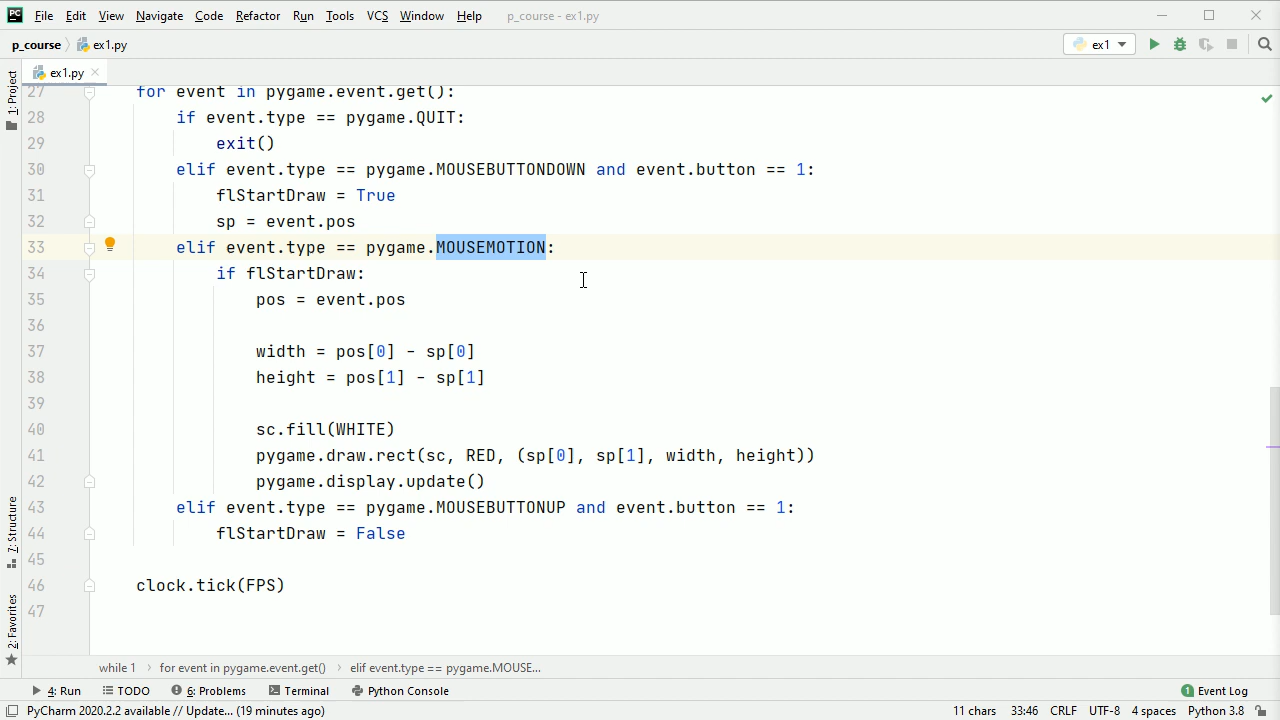 File Edit View Navigate Code Refactor Run Tools VCS Window Help p_course - ex1.py
p_course ex1.py ex1
1: Project
ex1.py
27 for event in pygame.event.get():
28 if event.type == pygame.QUIT:
29 exit()
30 elif event.type == pygame.MOUSEBUTTONDOWN and event.button == 1:
31 flStartDraw = True
32 sp = event.pos
33 elif event.type == pygame.MOUSEMOTION:
34 if flStartDraw:
35 pos = event.pos
36
37 width = pos[0] - sp[0]
38 height = pos[1] - sp[1]
39
40 sc.fill(WHITE)
41 pygame.draw.rect(sc, RED, (sp[0], sp[1], width, height))
42 pygame.display.update()
43 elif event.type == pygame.MOUSEBUTTONUP and event.button == 1:
44 flStartDraw = False
45
46 clock.tick(FPS)
47
7: Structure
2: Favorites
while 1 › for event in pygame.event.get() › elif event.type == pygame.MOUSE...
4: Run TODO 6: Problems Terminal Python Console 1 Event Log
PyCharm 2020.2.2 available // Update... (19 minutes ago) 11 chars 33:46 CRLF UTF-8 4 spaces Python 3.8